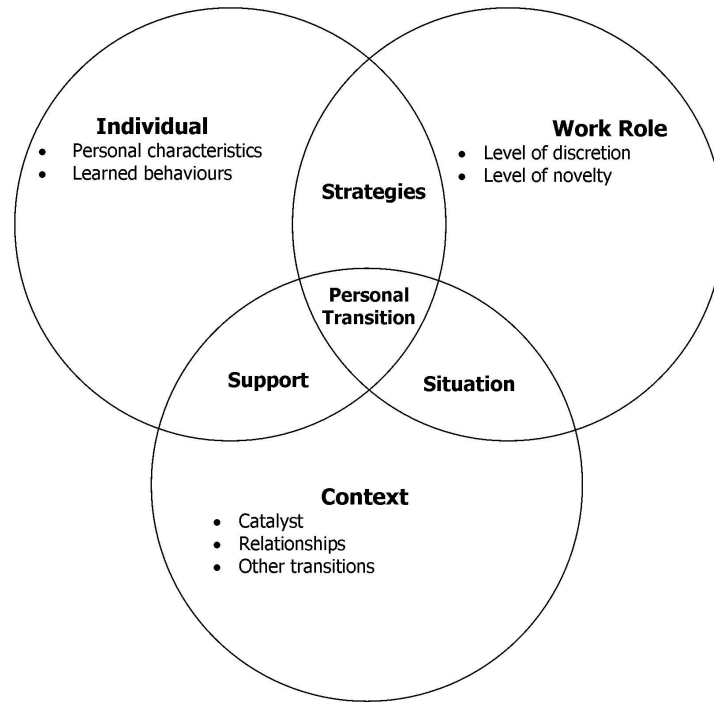 Individual
• Personal characteristics
• Learned behaviours
Work Role
• Level of discretion
• Level of novelty
Strategies
Personal
Transition
Support
Situation
Context
• Catalyst
• Relationships
• Other transitions